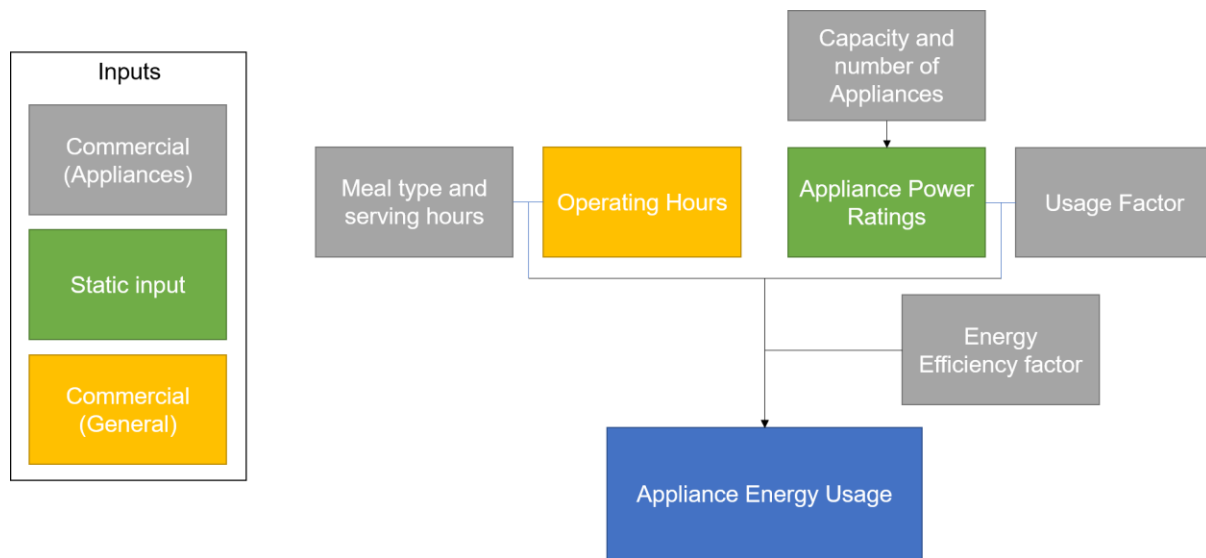 Inputs
Commercial
(Appliances)
Static input
Commercial
(General)
Capacity and
number of
Appliances
Meal type and
serving hours
Operating Hours
Appliance Power
Ratings
Usage Factor
Energy
Efficiency factor
Appliance Energy Usage